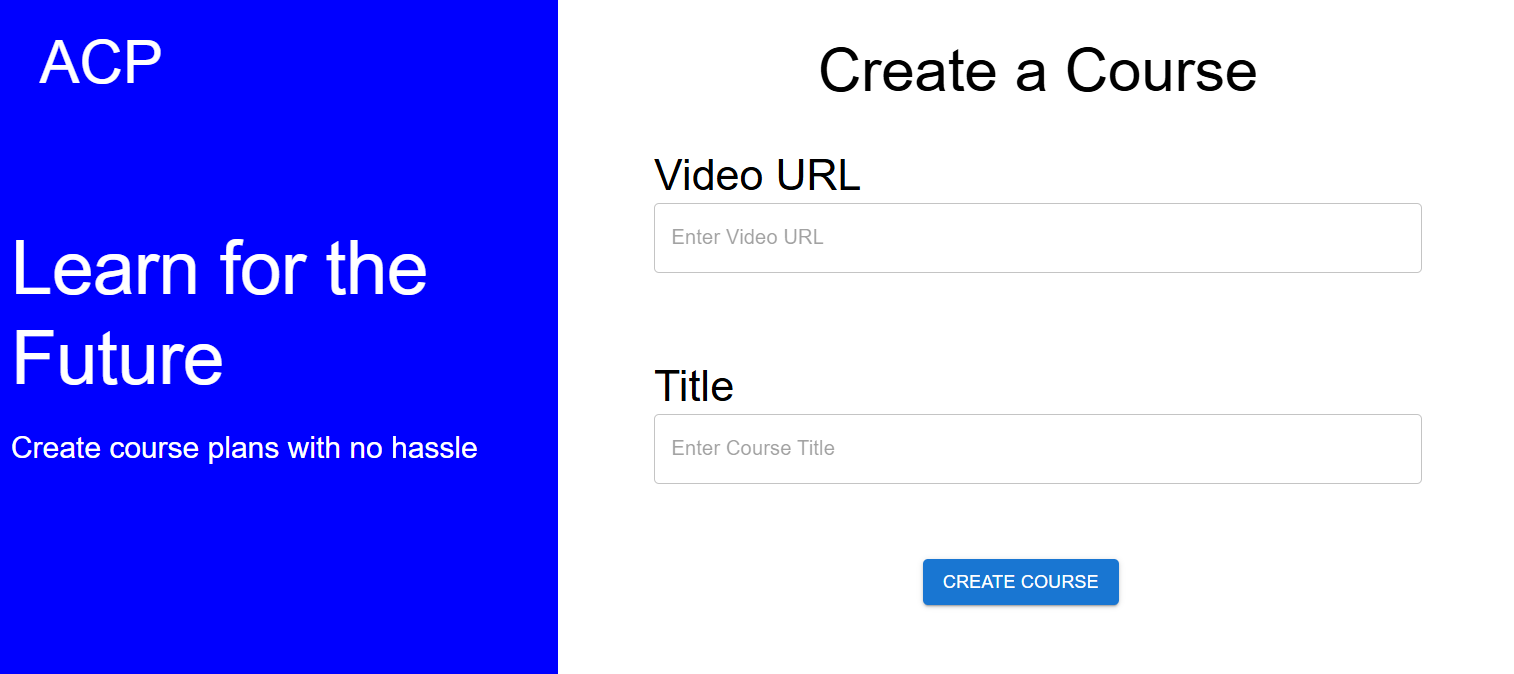 ACP
Learn for the
Future
Create course plans with no hassle
Create a Course
Video URL
Enter Video URL
Title
Enter Course Title
CREATE COURSE